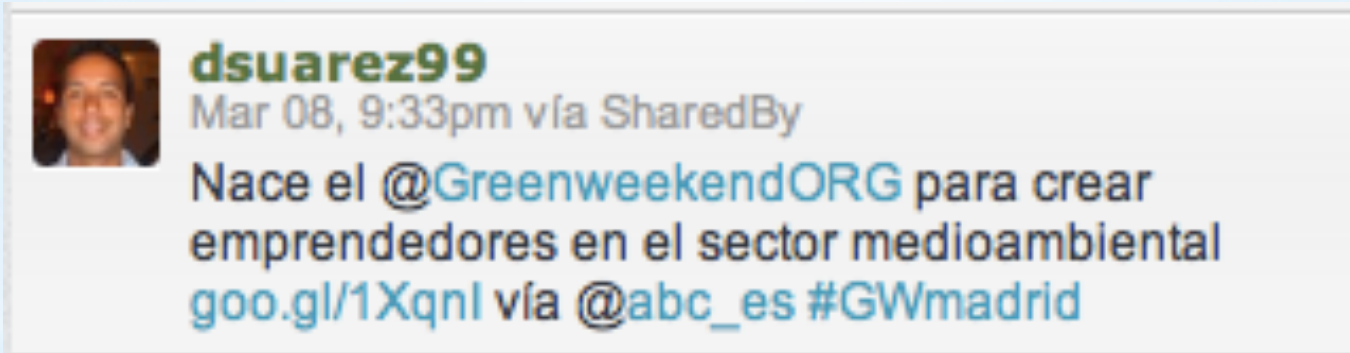 dsuarez99
Mar 08, 9:33pm vía SharedBy
Nace el @GreenweekendORG para crear
emprendedores en el sector medioambiental
goo.gl/1XqnI vía @abc_es #GWmadrid